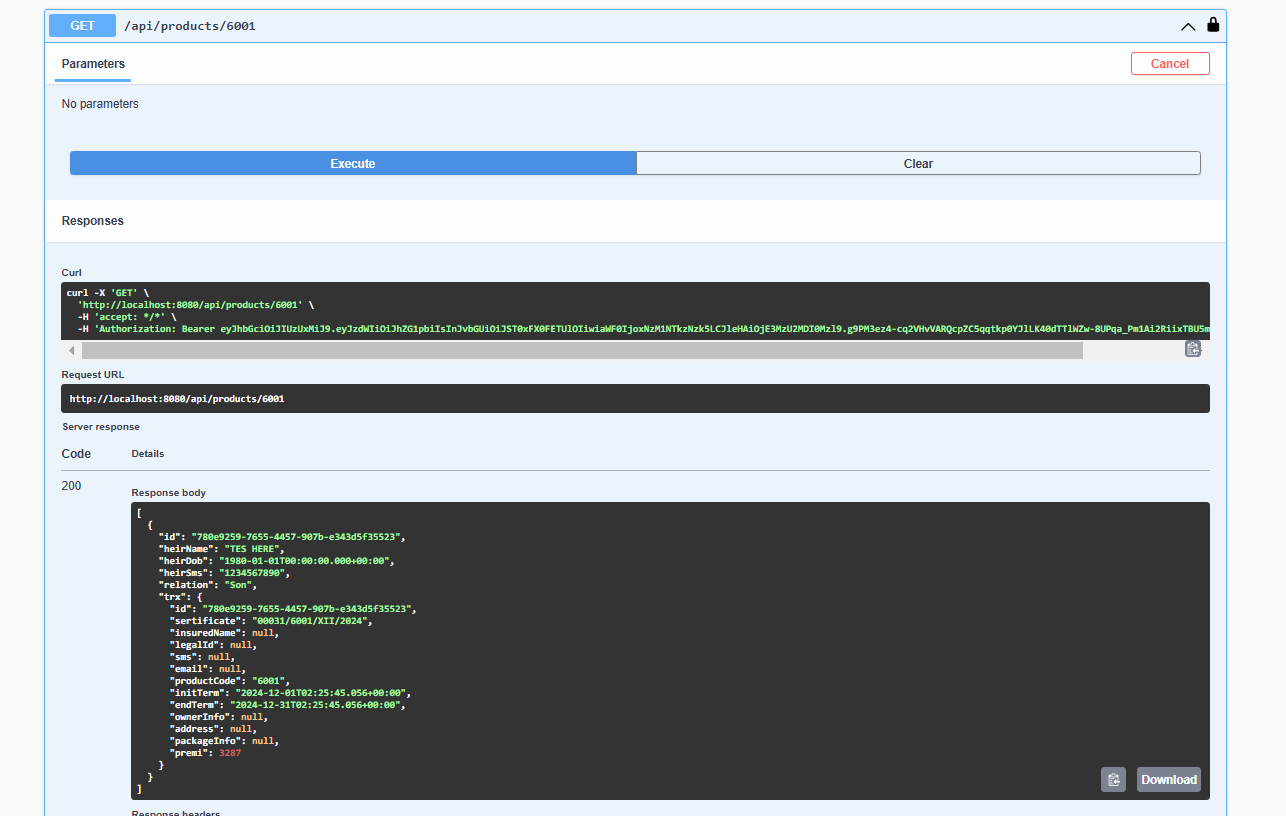 GET /api/products/6001
Parameters
Cancel
No parameters
Execute
Clear
Responses
Curl
curl -X 'GET' \
'http://localhost:8080/api/products/6001' \
-H 'accept: */*' \
-H 'Authorization: Bearer
Request URL
http://localhost:8080/api/products/6001
Server response
Code Details
200
Response body
[
{
"id": "780e9259-7655-4457-907b-e343d5f35523",
"heirName": "TES HERE",
"heirDob": "1980-01-01T00:00:00.000+00:00",
"heirSms": "1234567890",
"relation": "Son",
"trx": {
"id": "780e9259-7655-4457-907b-e343d5f35523",
"sertificate": "00031/6001/XII/2024",
"insuredName": null,
"legalId": null,
"sms": null,
"email": null,
"productCode": "6001",
"initTerm": "2024-12-01T02:25:45.056+00:00",
"endTerm": "2024-12-31T02:25:45.056+00:00",
"ownerInfo": null,
"address": null,
"packageInfo": null,
"premi": 3287
}
}
]
Download
Response headers